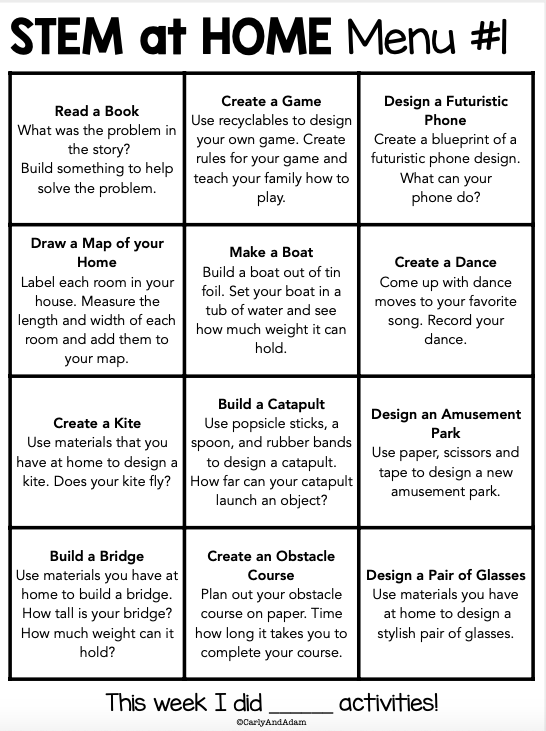 STEM at HOME Menu #1
Read a Book
What was the problem in
the story?
Build something to help
solve the problem.
Create a Game
Use recyclables to design
your own game. Create
rules for your game and
teach your family how to
play.
Design a Futuristic
Phone
Create a blueprint of a
futuristic phone design.
What can your
phone do?
Draw a Map of your
Home
Label each room in your
house. Measure the
length and width of each
room and add them to
your map.
Make a Boat
Build a boat out of tin
foil. Set your boat in a
tub of water and see
how much weight it can
hold.
Create a Dance
Come up with dance
moves to your favorite
song. Record your
dance.
Create a Kite
Use materials that you
have at home to design a
kite. Does your kite fly?
Build a Catapult
Use popsicle sticks, a
spoon, and rubber bands
to design a catapult.
How far can your catapult
launch an object?
Design an Amusement
Park
Use paper, scissors and
tape to design a new
amusement park.
Build a Bridge
Use materials you have at
home to build a bridge.
How tall is your bridge?
How much weight can it
hold?
Create an Obstacle
Course
Plan out your obstacle
course on paper. Time
how long it takes you to
complete your course.
Design a Pair of Glasses
Use materials you have
at home to design a
stylish pair of glasses.
This week I did ______ activities!
©CarlyAndAdam